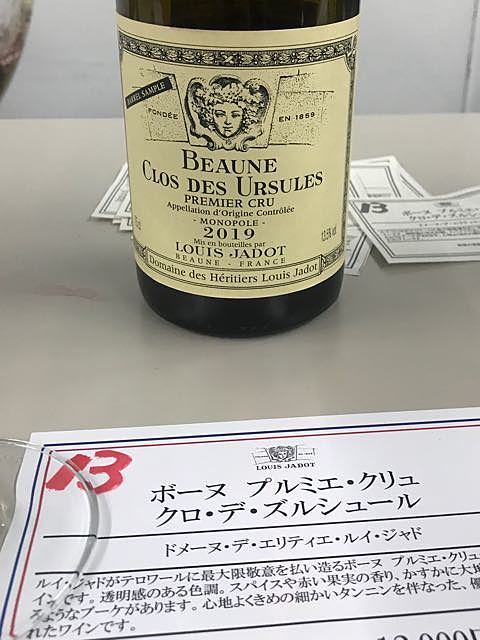 BARREL SAMPLE
FONDÉE EN 1859
BEAUNE
CLOS DES URSULES
PREMIER CRU
Appellation d'Origine Contrôlée
- MONOPOLE -
2019
Mis en bouteilles par
LOUIS JADOT
BEAUNE - FRANCE
Domaine des Héritiers Louis Jadot
13
13
LOUIS JADOT
ボーヌ プルミエ・クリュ
クロ・デ・ズルシュール
ドメーヌ・デ・エリティエ・ルイ・ジャド
ルイ・ジャドがテロワールに最大限敬意を払い造るボーヌ プルミエ・クリュ
インです。透明感のある色調。スパイスや赤い果実の香り、かすかに大地
ようなブーケがあります。心地よくきめの細かいタンニンを伴なった、優
れたワインです。